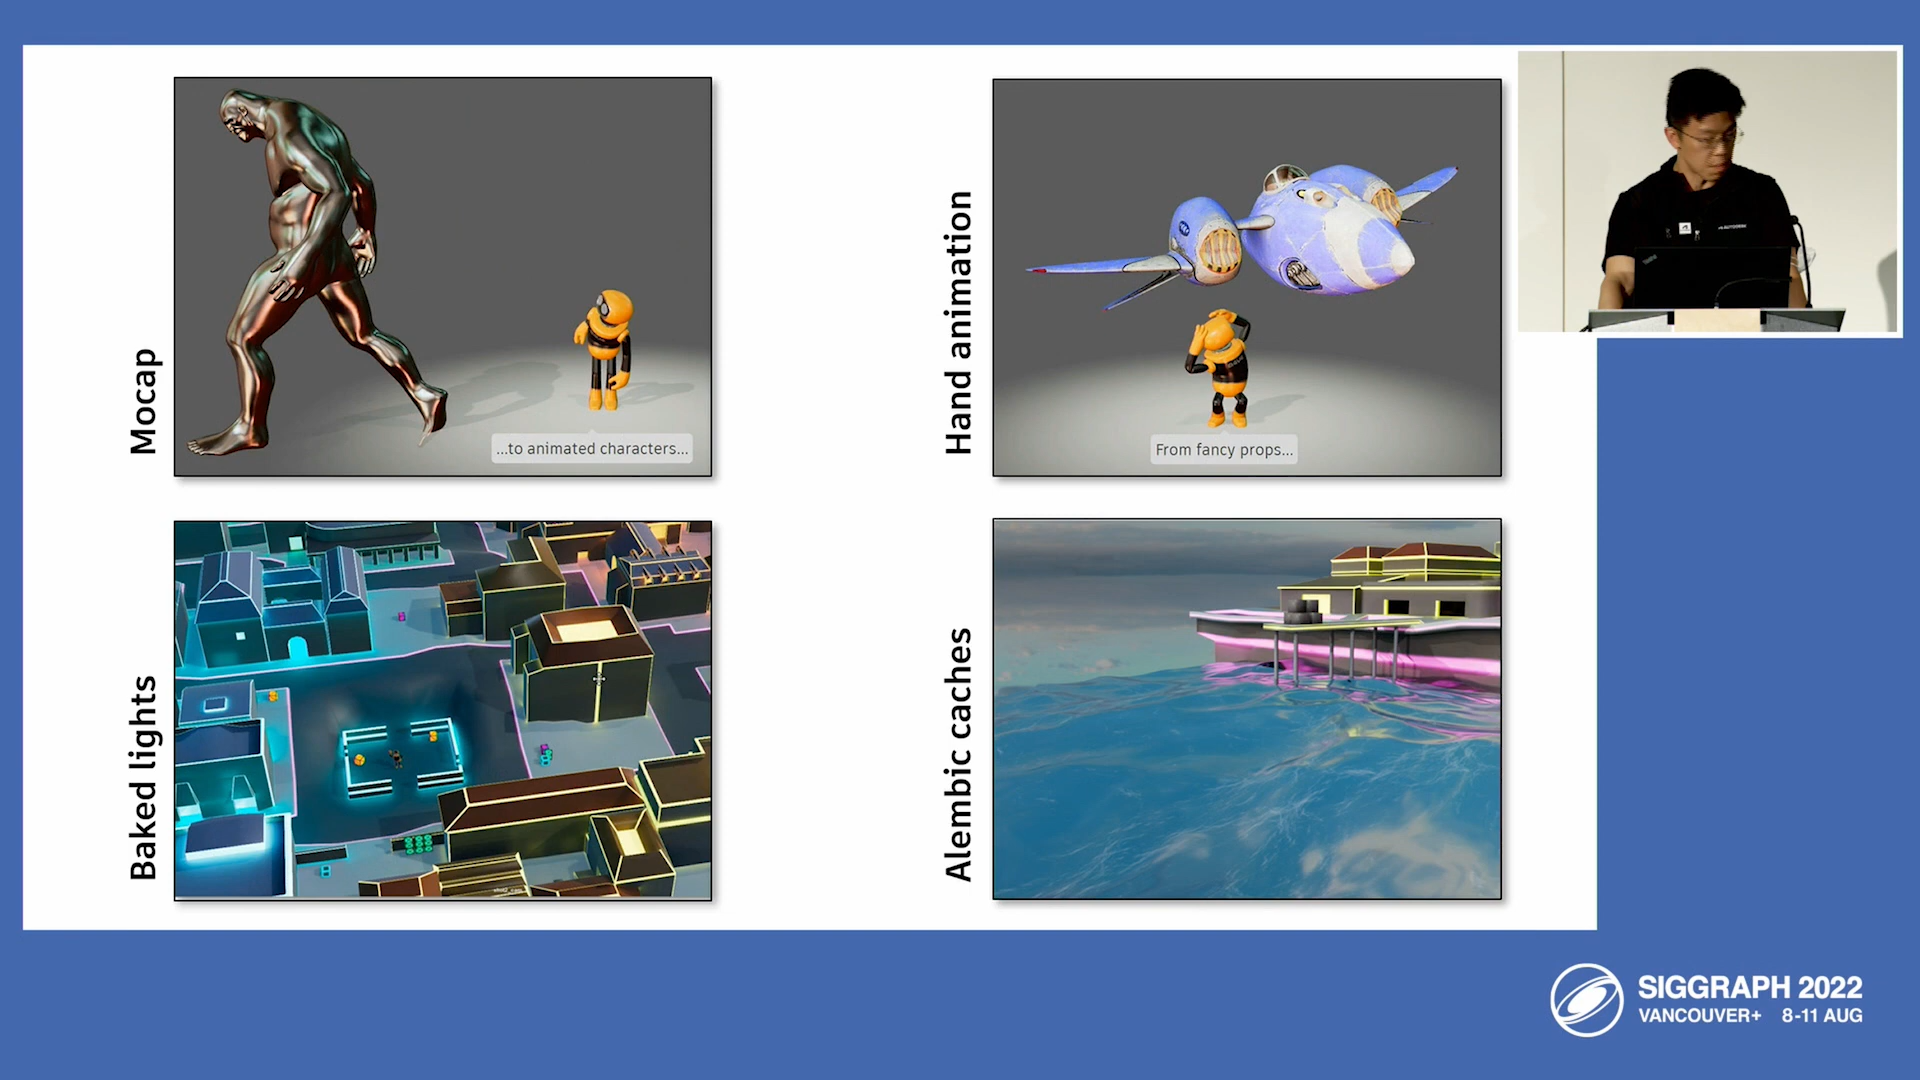 Mocap
...to animated characters...
Hand animation
From fancy props...
Baked lights
Alembic caches
AUTODESK
SIGGRAPH 2022
VANCOUVER+ 8-11 AUG